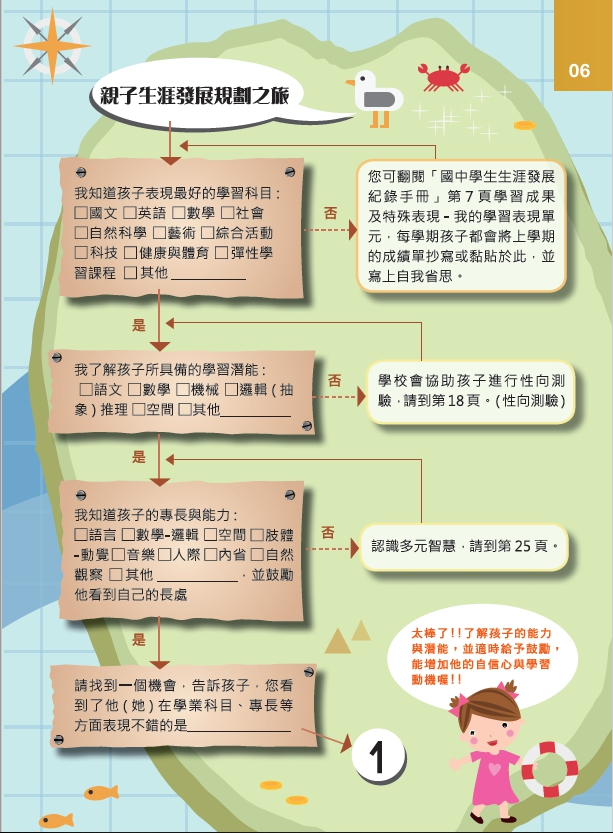 06
親子生涯發展規劃之旅
我知道孩子表現最好的學習科目：
□國文 □英語 □數學 □社會
□自然科學 □藝術 □綜合活動
□科技 □健康與體育 □彈性學
習課程 □其他
否
您可翻閱「國中學生生涯發展
紀錄手冊」第 7 頁學習成果
及特殊表現 - 我的學習表現單
元，每學期孩子都會將上學期
的成績單抄寫或黏貼於此，並
寫上自我省思。
是
我了解孩子所具備的學習潛能：
□語文 □數學 □機械 □邏輯 ( 抽
象 ) 推理 □空間 □其他
否
學校會協助孩子進行性向測
驗，請到第 18 頁。( 性向測驗 )
是
我知道孩子的專長與能力：
□語言 □數學-邏輯 □空間 □肢體
-動覺 □音樂 □人際 □內省 □自然
觀察 □其他 ，並鼓勵
他看到自己的長處
否
認識多元智慧，請到第 25 頁。
是
請找到一個機會，告訴孩子，您看
到了他 ( 她 ) 在學業科目、專長等
方面表現不錯的是
1
太棒了!!了解孩子的能力
與潛能，並適時給予鼓勵，
能增加他的自信心與學習
動機喔!!